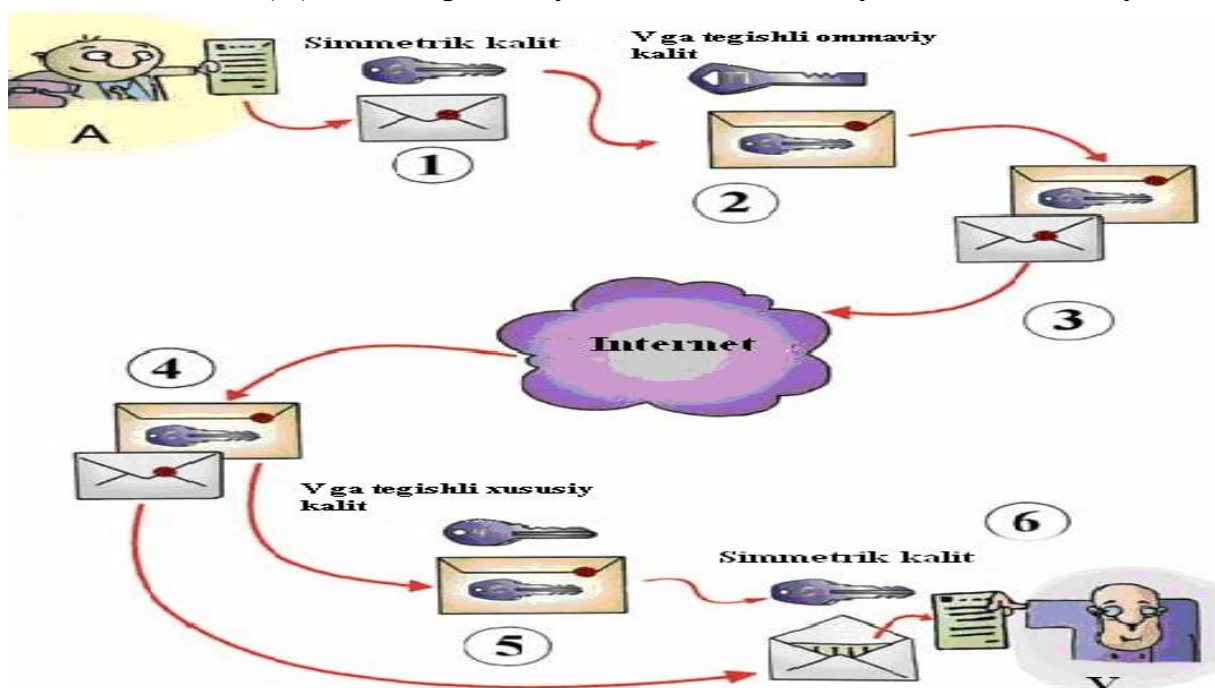 Simmetrik kalit
V ga tegishli ommaviy
kalit
A
1
2
3
Internet
4
V ga tegishli xususiy
kalit
5
Simmetrik kalit
6